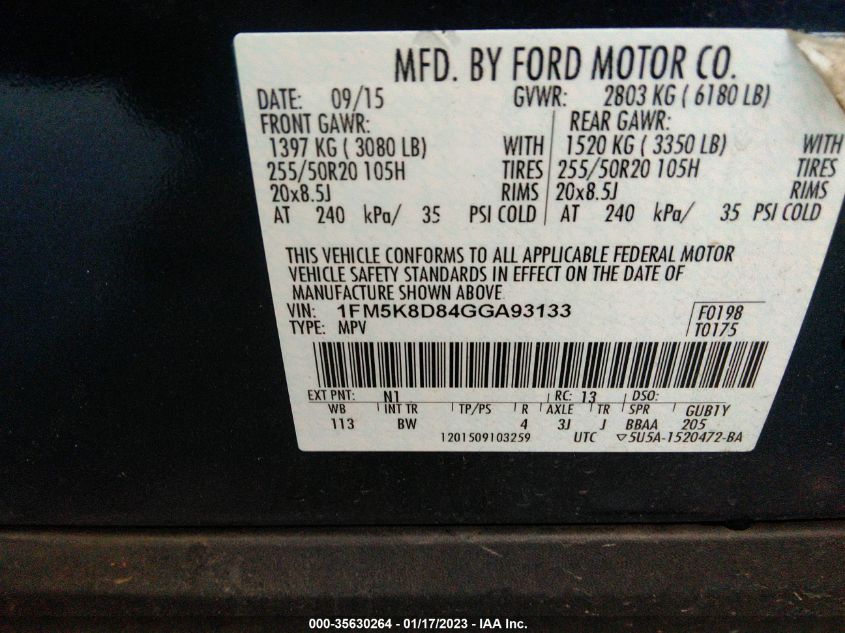 MFD. BY FORD MOTOR CO.
DATE: 09/15 GVWR: 2803 KG ( 6180 LB)
FRONT GAWR: REAR GAWR:
1397 KG ( 3080 LB) WITH 1520 KG ( 3350 LB) WITH
255/50R20 105H TIRES 255/50R20 105H TIRES
20x8.5J RIMS 20x8.5J RIMS
AT 240 kPa/ 35 PSI COLD AT 240 kPa/ 35 PSI COLD
THIS VEHICLE CONFORMS TO ALL APPLICABLE FEDERAL MOTOR
VEHICLE SAFETY STANDARDS IN EFFECT ON THE DATE OF
MANUFACTURE SHOWN ABOVE.
VIN: 1FM5K8D84GGA93133 F0198
TYPE: MPV T0175
EXT PNT: N1 RC: 13 DSO:
WB INT TR TP/PS R AXLE TR SPR GUB1Y
113 BW 4 3J J BBAA 205
1201509103259 UTC ▽5U5A-1520472-BA
000-35630264 - 01/17/2023 - IAA Inc.